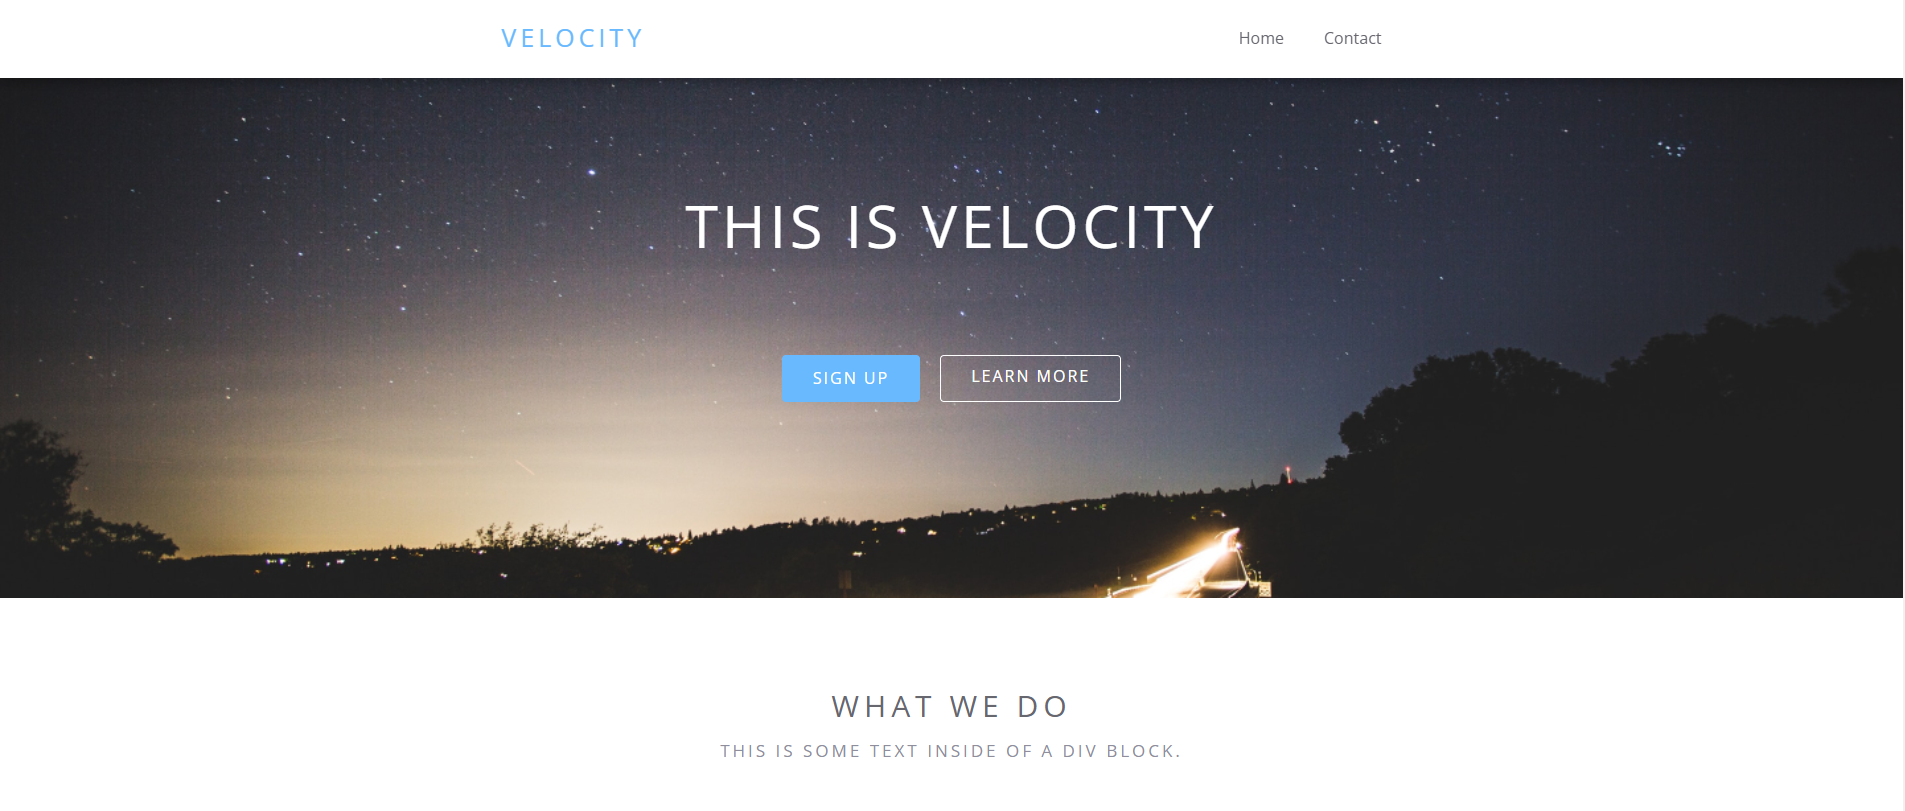 VELOCITY
Home Contact
THIS IS VELOCITY
SIGN UP LEARN MORE
WHAT WE DO
THIS IS SOME TEXT INSIDE OF A DIV BLOCK.